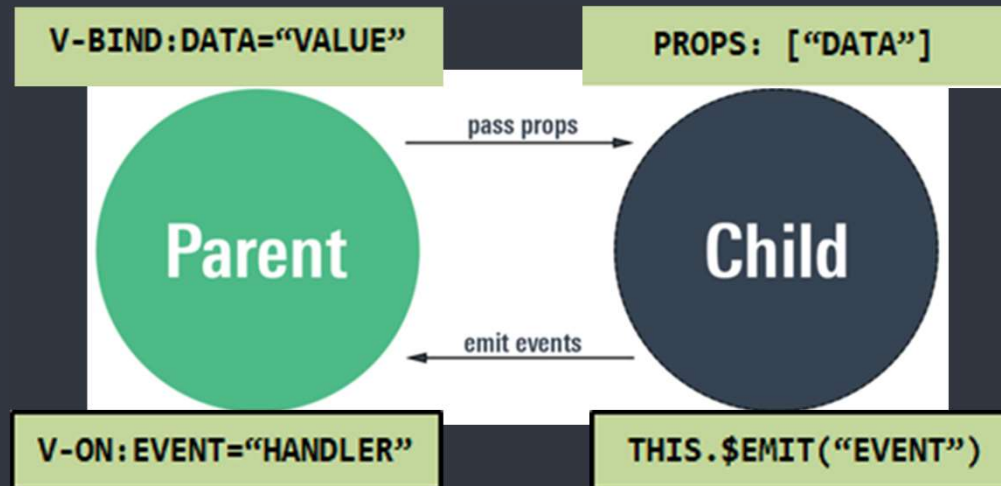 V-BIND:DATA=“VALUE”
PROPS: [“DATA”]
pass props
Parent
Child
emit events
V-ON:EVENT=“HANDLER”
THIS.$EMIT(“EVENT”)